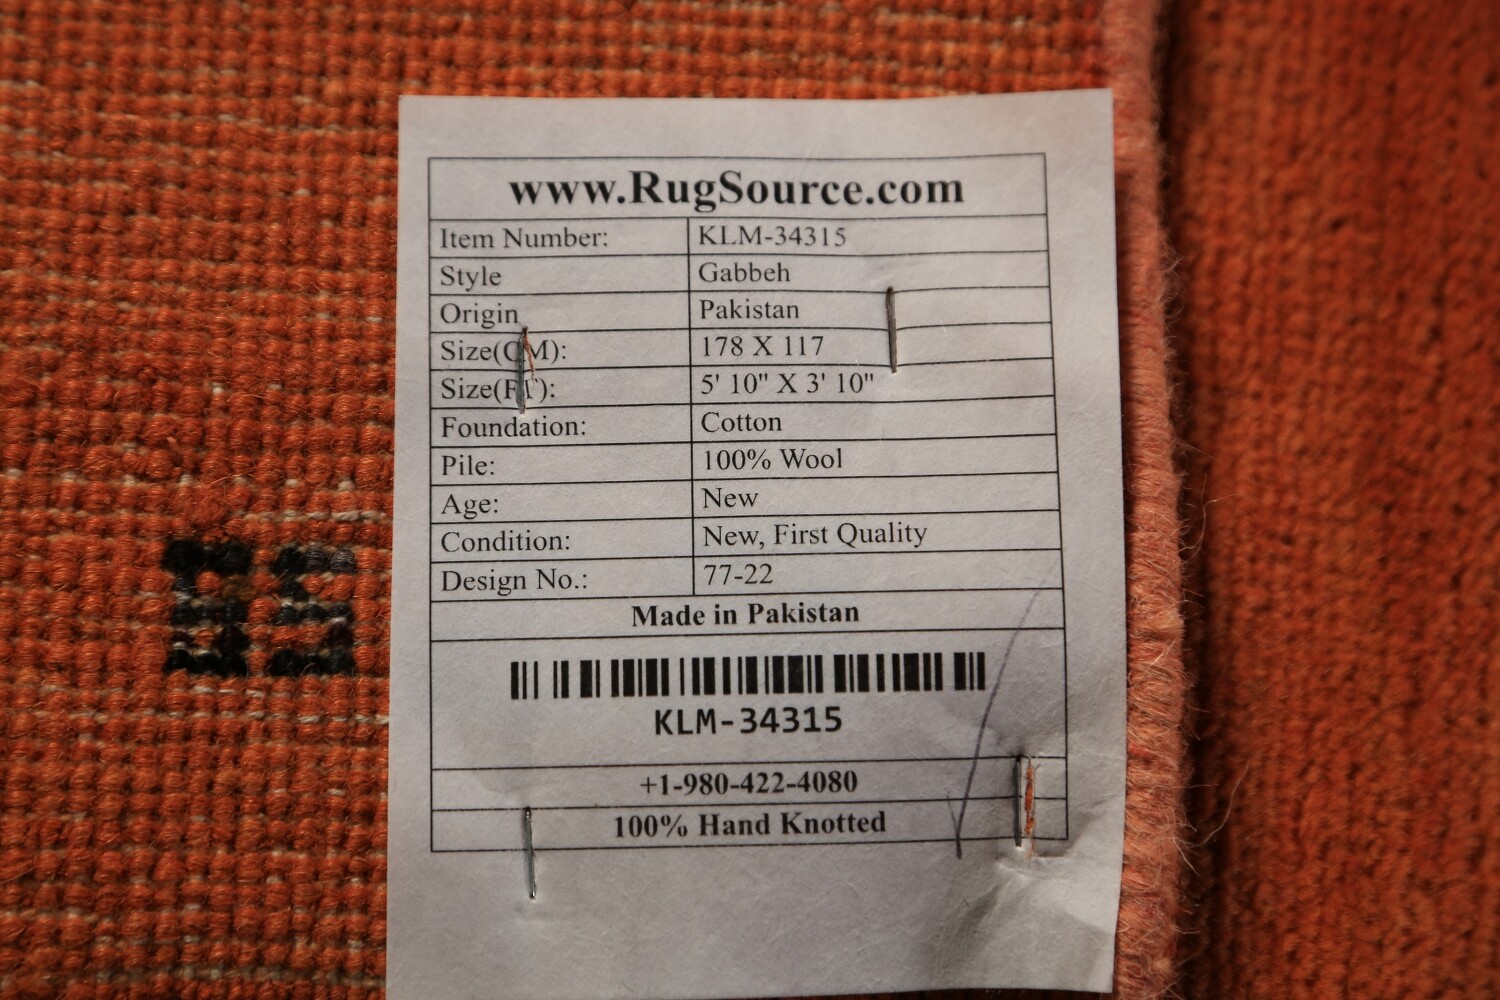 www.RugSource.com
Item Number: KLM-34315
Style Gabbeh
Origin Pakistan
Size(CM): 178 X 117
Size(FT): 5' 10" X 3' 10"
Foundation: Cotton
Pile: 100% Wool
Age: New
Condition: New, First Quality
Design No.: 77-22
Made in Pakistan
KLM-34315
+1-980-422-4080
100% Hand Knotted